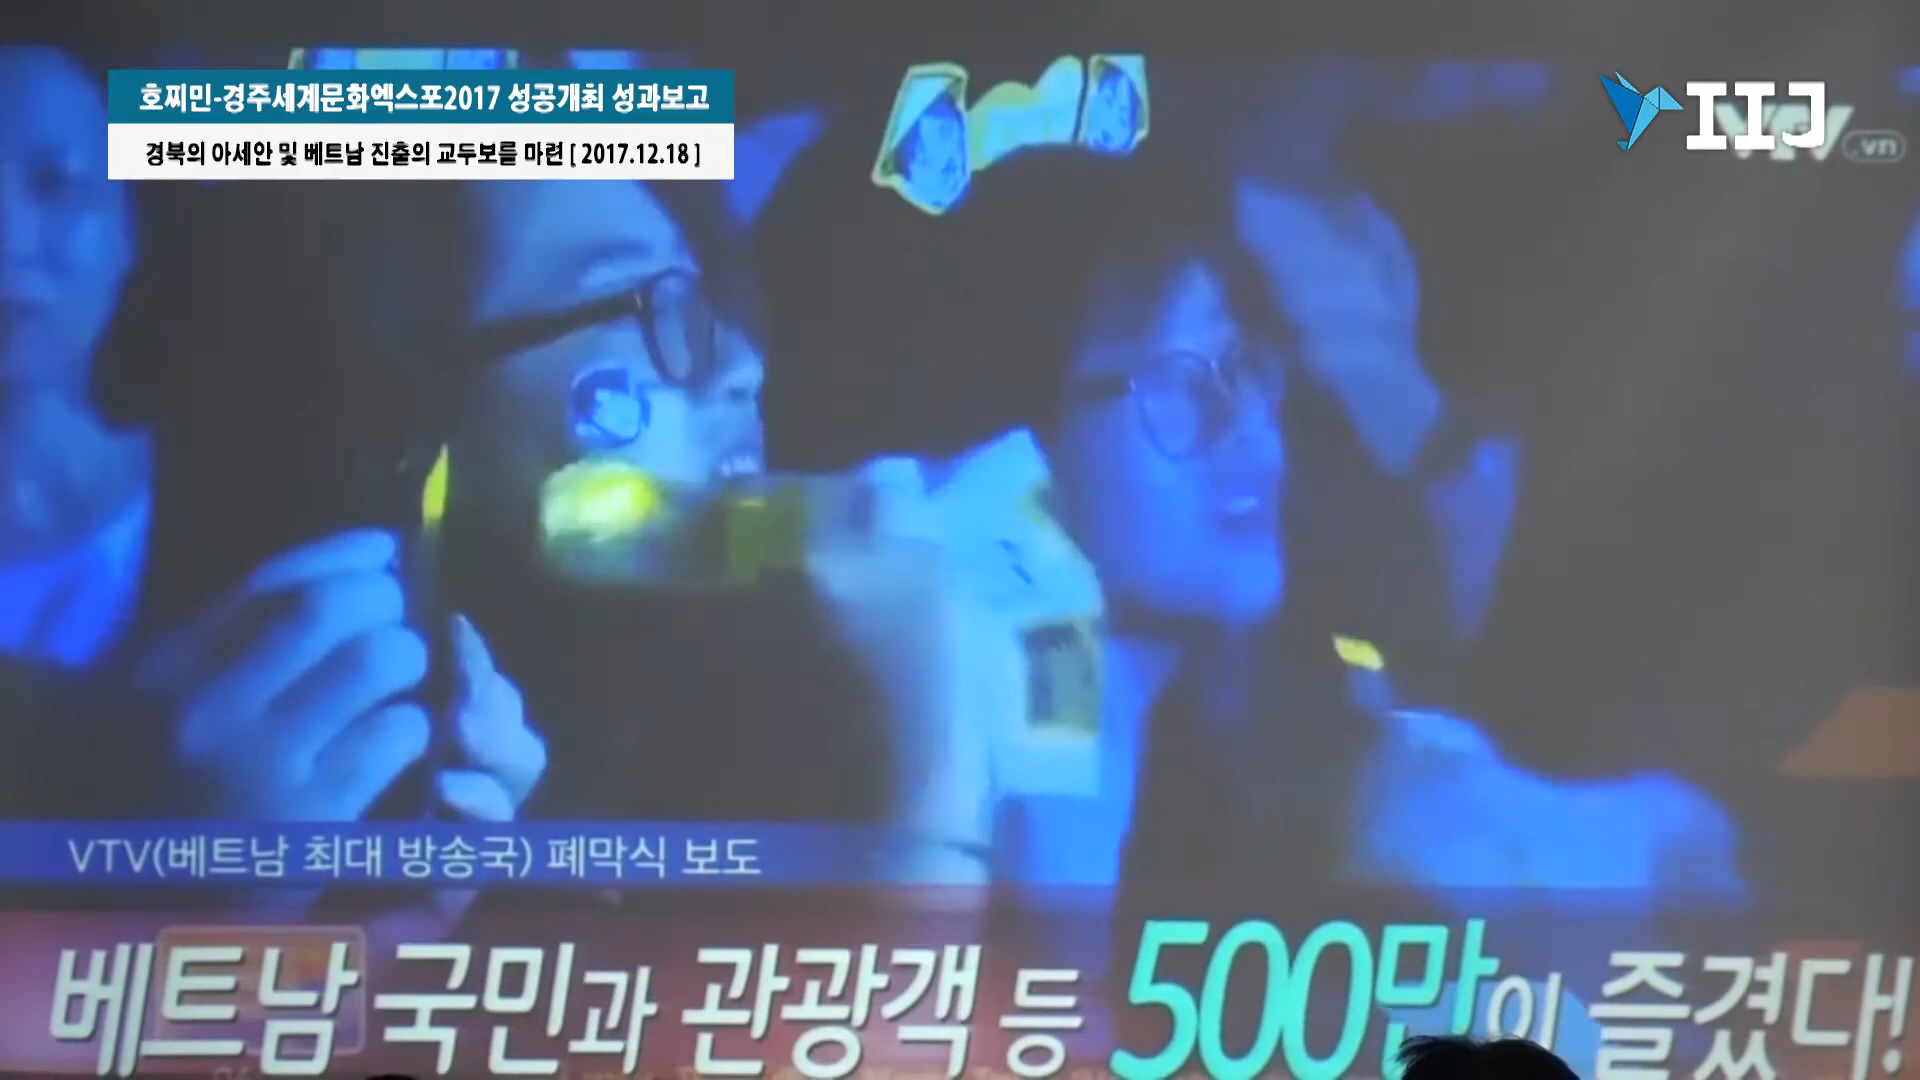 호찌민-경주세계문화엑스포2017 성공개최 성과보고
경북의 아세안 및 베트남 진출의 교두보를 마련 [ 2017.12.18 ]
IIJ
VTV.vn
VTV(베트남 최대 방송국) 폐막식 보도
베트남 국민과 관광객 등 500만이 즐겼다!